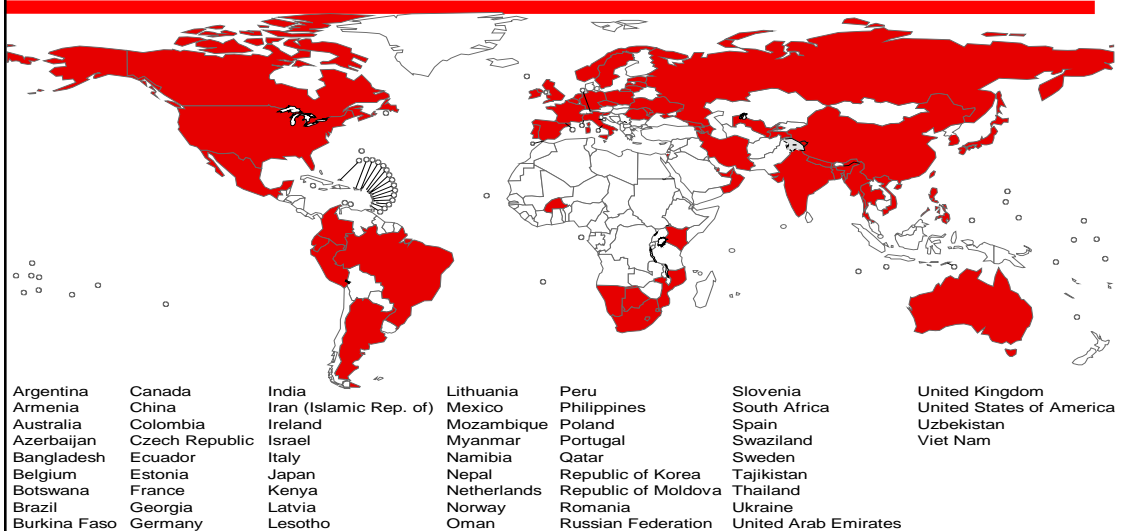 Argentina
Armenia
Australia
Azerbaijan
Bangladesh
Belgium
Botswana
Brazil
Burkina Faso
Canada
China
Colombia
Czech Republic
Ecuador
Estonia
France
Georgia
Germany
India
Iran (Islamic Rep. of)
Ireland
Israel
Italy
Japan
Kenya
Latvia
Lesotho
Lithuania
Mexico
Mozambique
Myanmar
Namibia
Nepal
Netherlands
Norway
Oman
Peru
Philippines
Poland
Portugal
Qatar
Republic of Korea
Republic of Moldova
Romania
Russian Federation
Slovenia
South Africa
Spain
Swaziland
Sweden
Tajikistan
Thailand
Ukraine
United Arab Emirates
United Kingdom
United States of America
Uzbekistan
Viet Nam